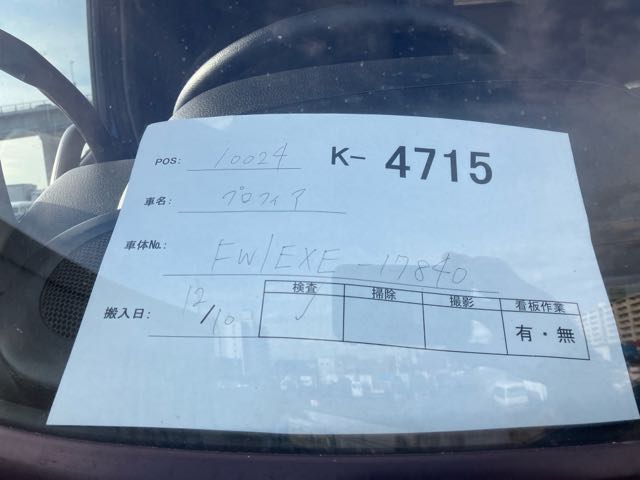 POS: 10024 K- 4715
車名: プロフィア
車体No.: FW1EXE-17840
搬入日: 12/10
検査 掃除 撮影 看板作業
✓ 有・無